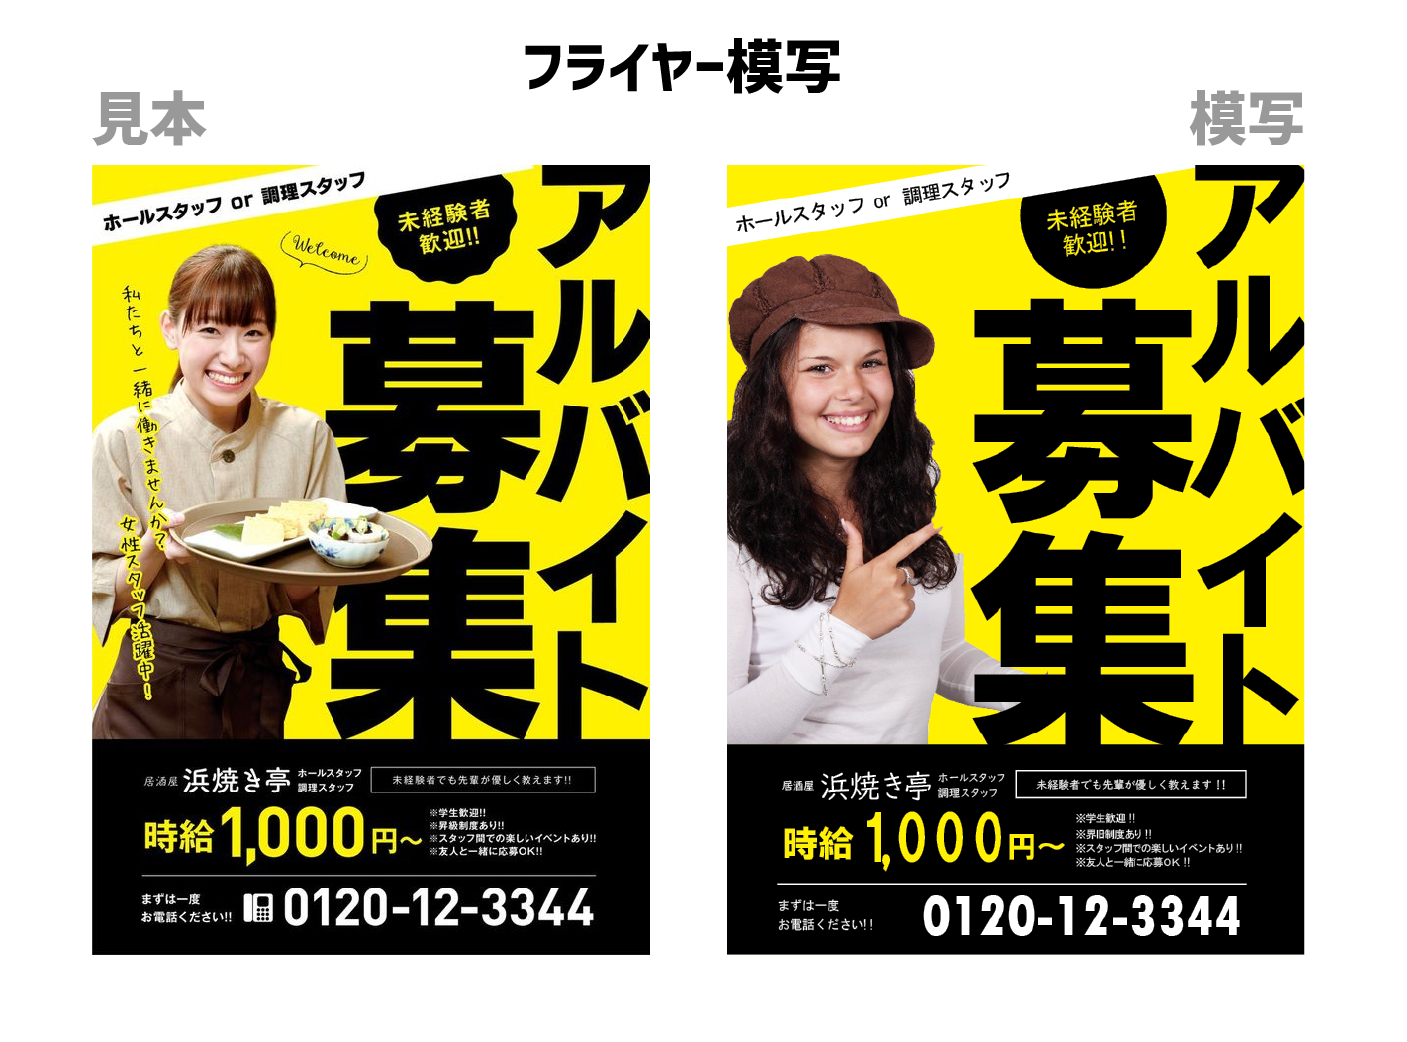 フライヤー模写
見本
模写
ホールスタッフ or 調理スタッフ
未経験者
歓迎!!
Welcome
アルバイト
募集
私たちと一緒に働きませんか?
女性スタッフ活躍中!
居酒屋 浜焼き亭
ホールスタッフ
調理スタッフ
未経験者でも先輩が優しく教えます!!
時給1,000円〜
※学生歓迎!!
※昇級制度あり!!
※スタッフ間での楽しいイベントあり!!
※友人と一緒に応募OK!!
まずは一度
お電話ください!!
0120-12-3344
ホールスタッフ or 調理スタッフ
未経験者
歓迎!!
アルバイト
募集
居酒屋 浜焼き亭
ホールスタッフ
調理スタッフ
未経験者でも先輩が優しく教えます!!
時給 1,000円〜
※学生歓迎!!
※昇旧制度あり!!
※スタッフ間での楽しいイベントあり!!
※友人と一緒に応募OK!!
まずは一度
お電話ください!!
0120-12-3344